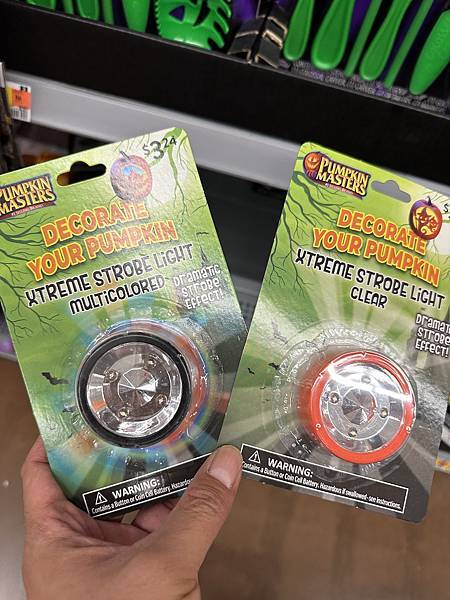 PUMPKIN
MASTERS
$3.24
DECORATE
YOUR PUMPKIN
XTREME STROBE LIGHT
MULTICOLORED
DRAMATIC
STROBE
EFFECT!
WARNING:
Contains a Button or Coin Cell Battery. Hazardous
PUMPKIN
MASTERS
DECORATE
YOUR PUMPKIN
XTREME STROBE LIGHT
CLEAR
DRAMATIC
STROBE
EFFECT!
WARNING:
Contains a Button or Coin Cell Battery. Hazardous if swallowed-see instructions.